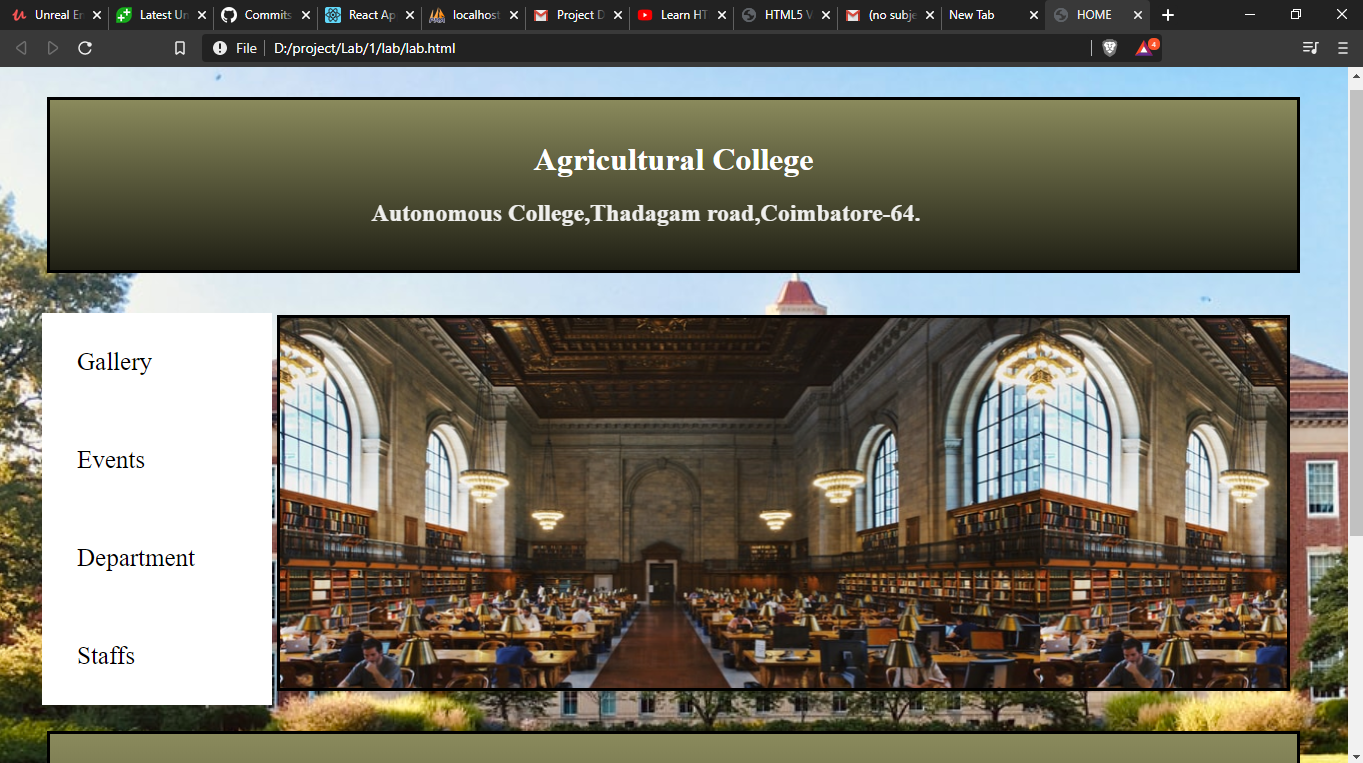 Unreal En
Latest Un
Commits
React Ap
localhost
Project D
Learn HT
HTML5 V
(no subje
New Tab
HOME
File
D:/project/Lab/1/lab/lab.html
4
Agricultural College
Autonomous College,Thadagam road,Coimbatore-64.
Gallery
Events
Department
Staffs